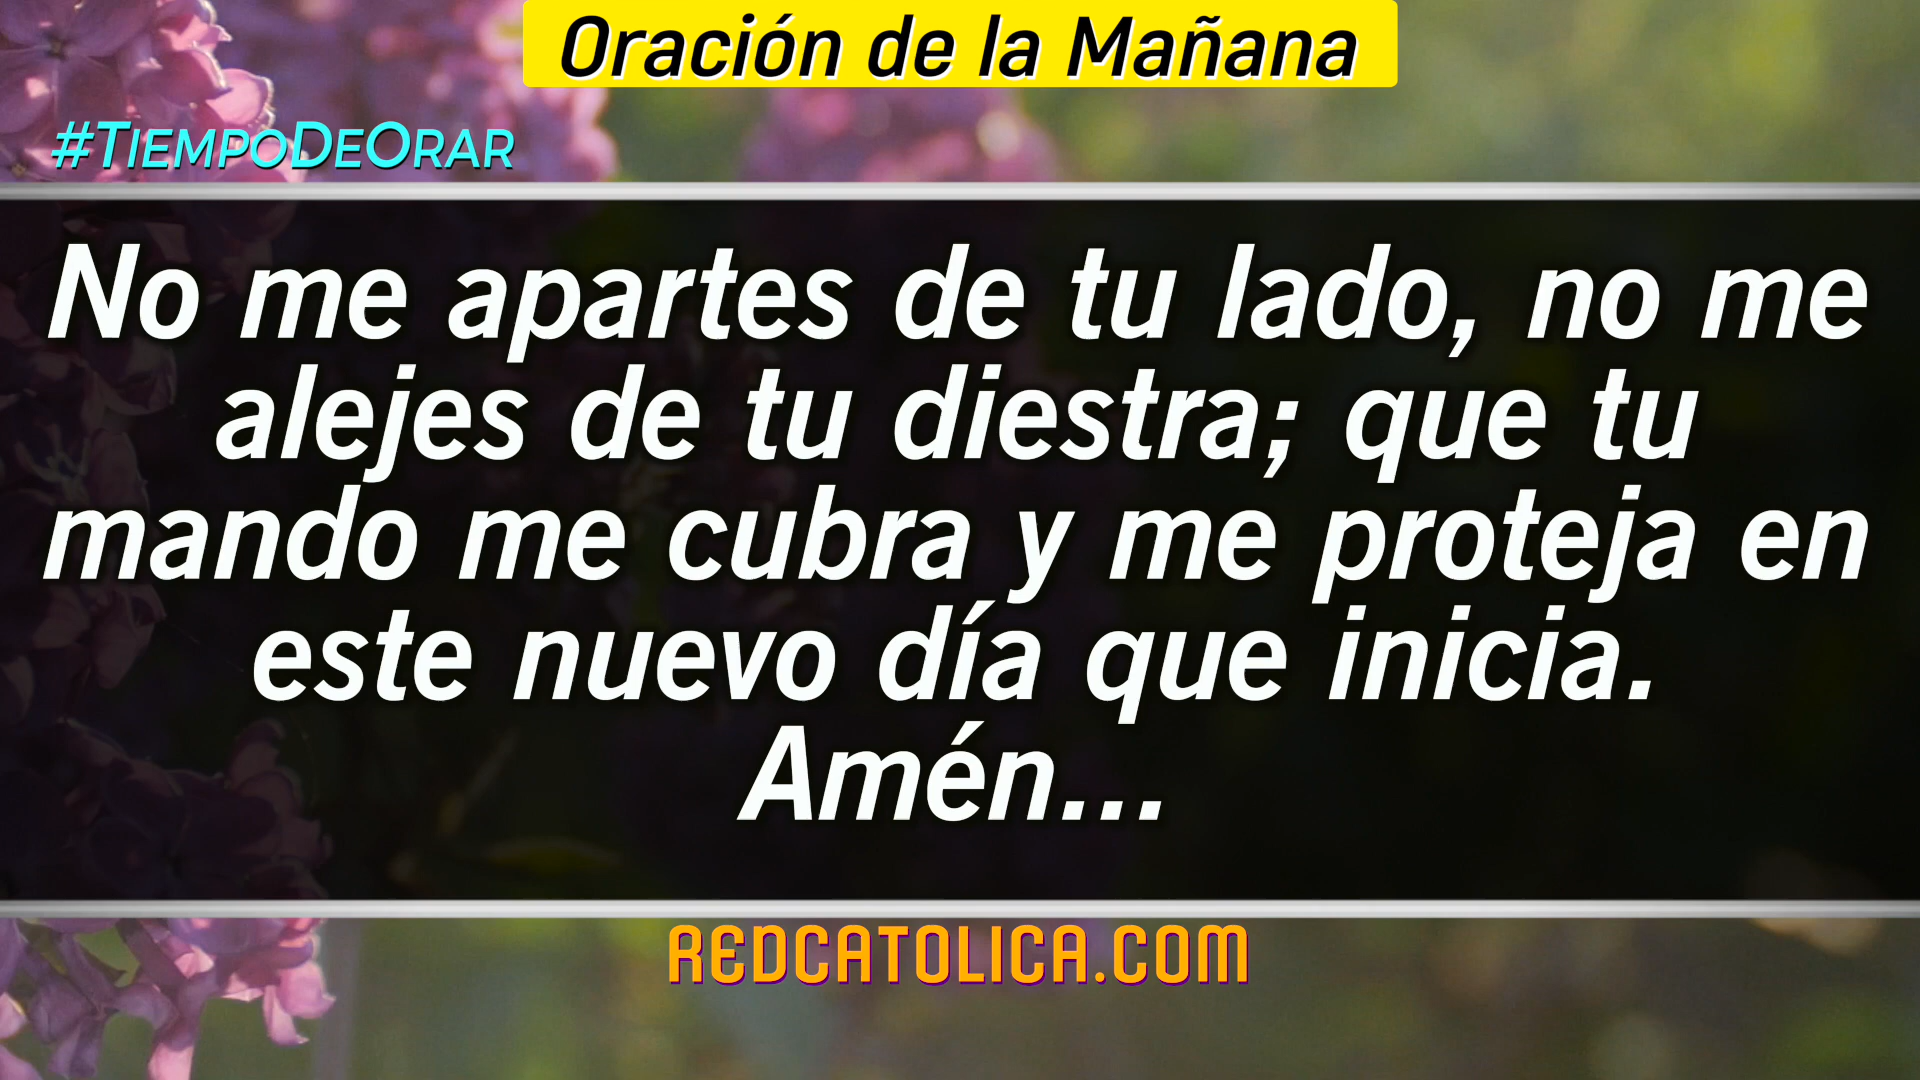 Oración de la Mañana
#TiempoDeOrar
No me apartes de tu lado, no me
alejes de tu diestra; que tu
mando me cubra y me proteja en
este nuevo día que inicia.
Amén...
REDCATOLICA.COM